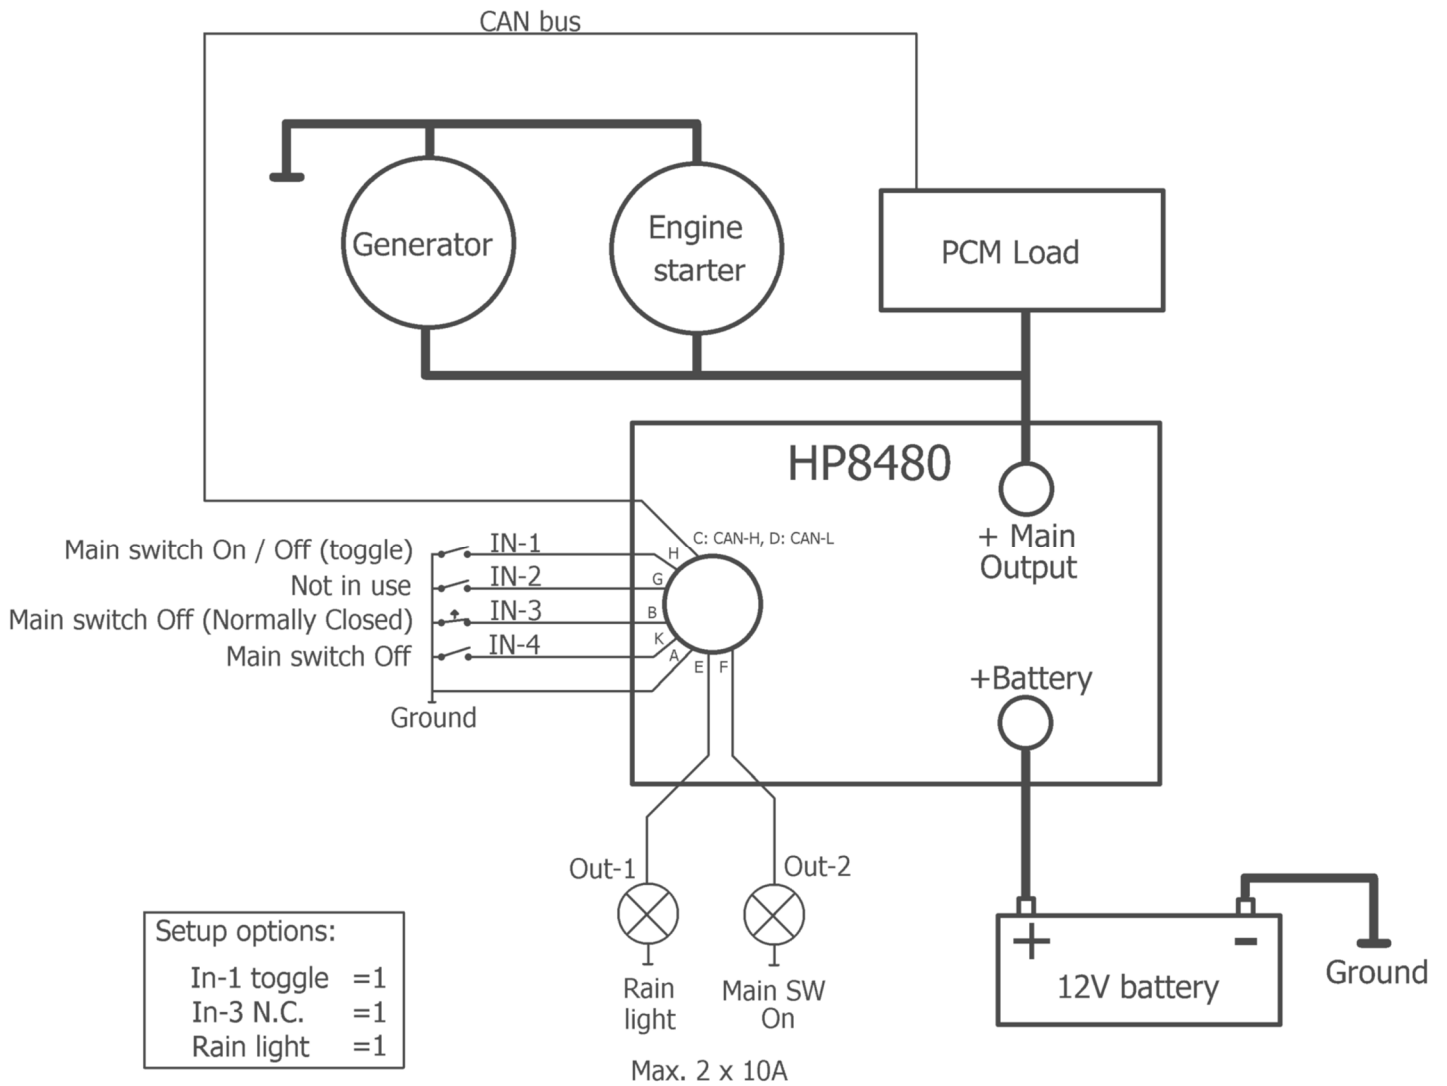 CAN bus
Generator
Engine
starter
PCM Load
HP8480
+ Main
Output
C: CAN-H, D: CAN-L
Main switch On / Off (toggle)
IN-1
H
Not in use
IN-2
G
Main switch Off (Normally Closed)
IN-3
B
Main switch Off
IN-4
K
A
E
F
Ground
+Battery
Out-1
Out-2
Rain
light
Main SW
On
Max. 2 x 10A
+
-
12V battery
Ground
Setup options:
In-1 toggle =1
In-3 N.C. =1
Rain light =1